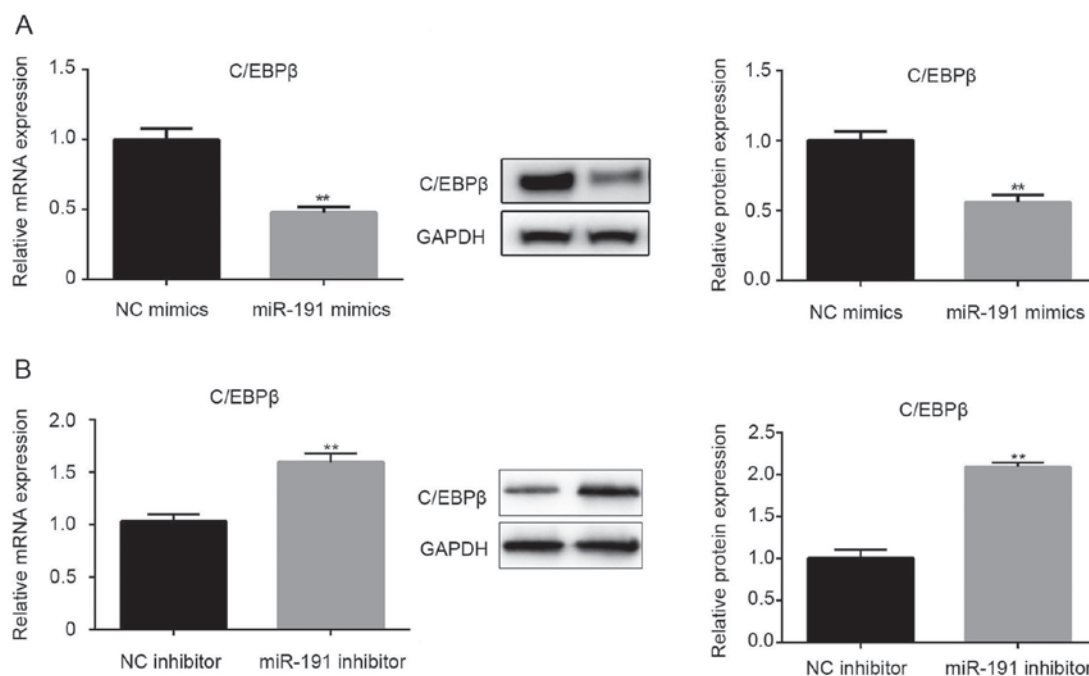 A
C/EBPβ
Relative mRNA expression
1.5
1.0
0.5
0
**
NC mimics
miR-191 mimics
C/EBPβ
GAPDH
C/EBPβ
Relative protein expression
1.5
1.0
0.5
0.0
**
NC mimics
miR-191 mimics
B
C/EBPβ
Relative mRNA expression
2.0
1.5
1.0
0.5
0
**
NC inhibitor
miR-191 inhibitor
C/EBPβ
GAPDH
C/EBPβ
Relative protein expression
2.5
2.0
1.5
1.0
0.5
0.0
**
NC inhibitor
miR-191 inhibitor